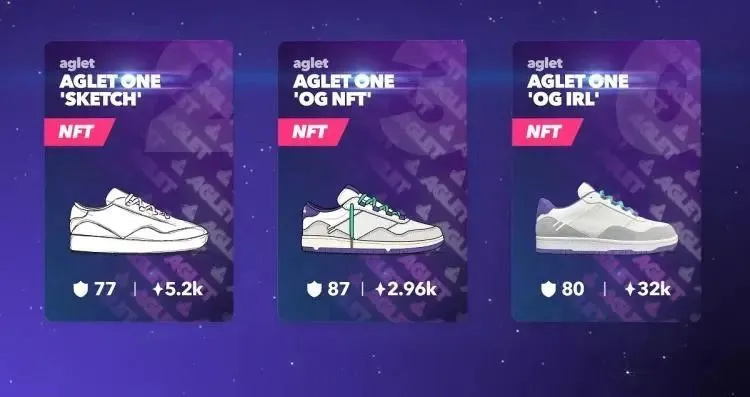 aglet
AGLET ONE
'SKETCH'
NFT
77 | 5.2k
aglet
AGLET ONE
'OG NFT'
NFT
87 | 2.96k
aglet
AGLET ONE
'OG IRL'
NFT
80 | 32k